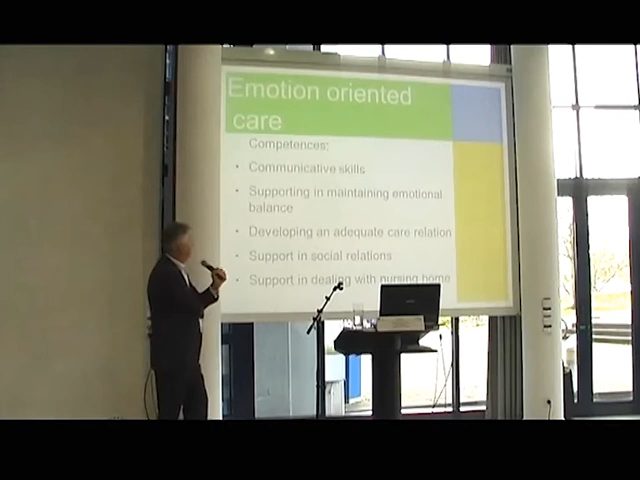 Emotion oriented
care
Competences:
• Communicative skills
• Supporting in maintaining emotional
balance
• Developing an adequate care relation
• Support in social relations
• Support in dealing with nursing home